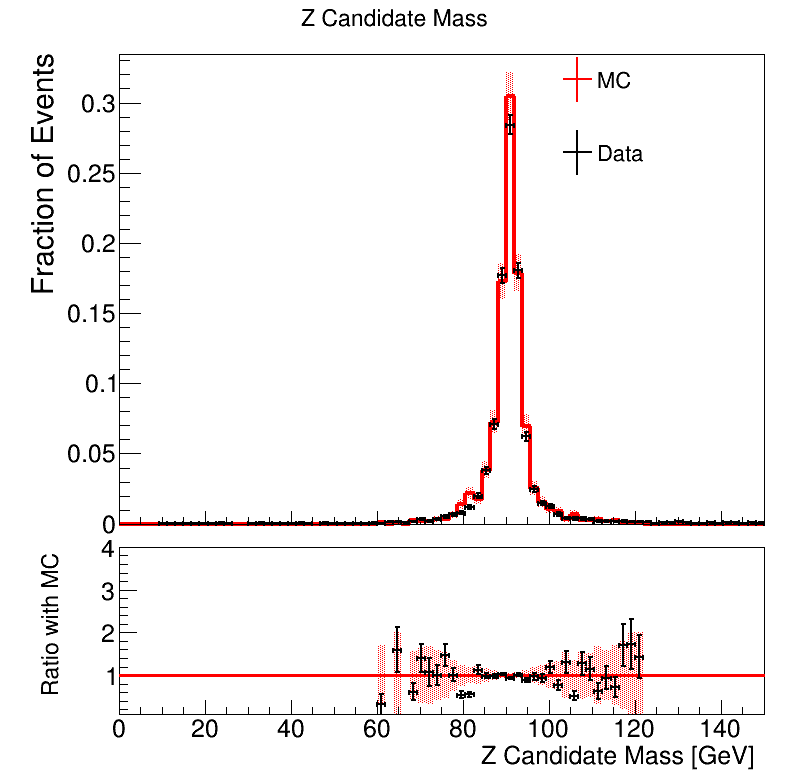 Z Candidate Mass
Fraction of Events
0.3
0.25
0.2
0.15
0.1
0.05
0
MC
Data
Ratio with MC
4
3
2
1
0 20 40 60 80 100 120 140
Z Candidate Mass [GeV]